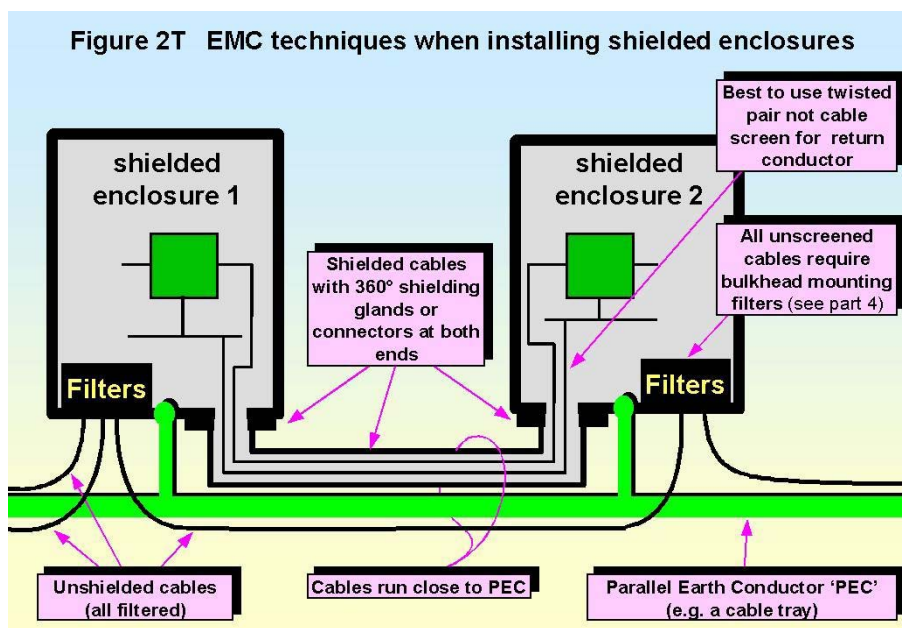 Figure 2T EMC techniques when installing shielded enclosures
Best to use twisted
pair not cable
screen for return
conductor
shielded
enclosure 1
shielded
enclosure 2
All unscreened
cables require
bulkhead mounting
filters (see part 4)
Shielded cables
with 360° shielding
glands or
connectors at both
ends
Filters
Filters
Unshielded cables
(all filtered)
Cables run close to PEC
Parallel Earth Conductor ‘PEC’
(e.g. a cable tray)